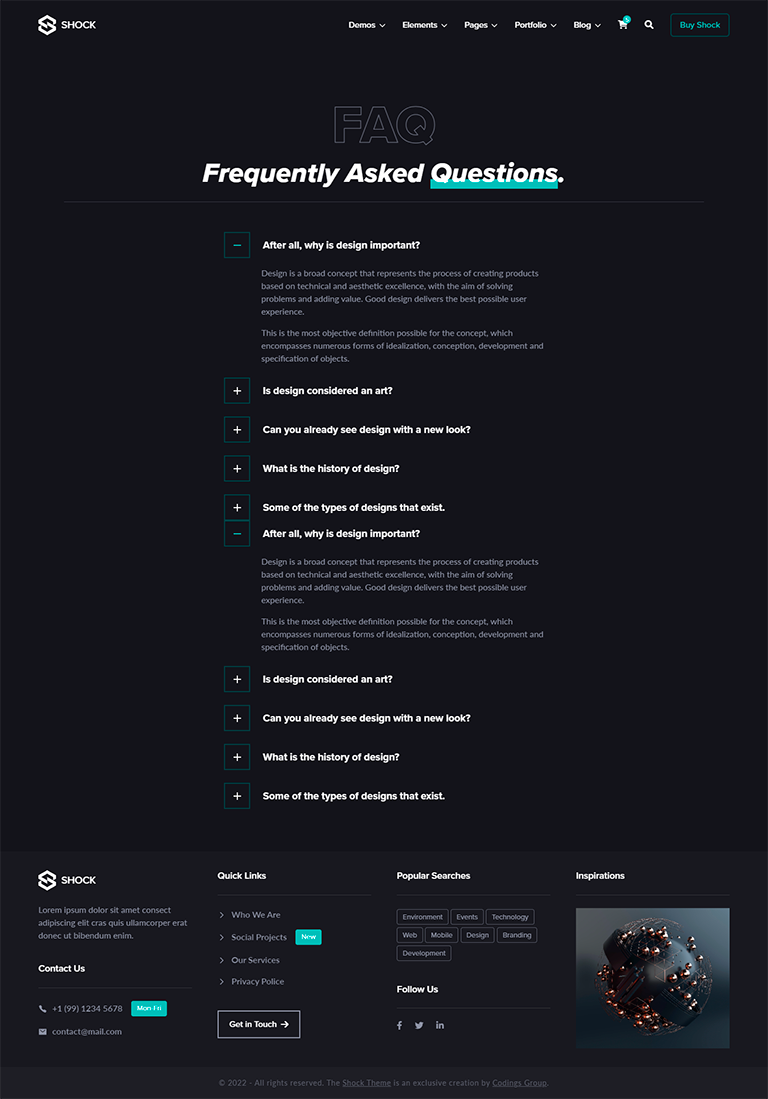 SHOCK
Demos Elements Pages Portfolio Blog Buy Shock
FAQ
Frequently Asked Questions.
After all, why is design important?
Design is a broad concept that represents the process of creating products
based on technical and aesthetic excellence, with the aim of solving
problems and adding value. Good design delivers the best possible user
experience.
This is the most objective definition possible for the concept, which
encompasses numerous forms of idealization, conception, development and
specification of objects.
Is design considered an art?
Can you already see design with a new look?
What is the history of design?
Some of the types of designs that exist.
After all, why is design important?
Design is a broad concept that represents the process of creating products
based on technical and aesthetic excellence, with the aim of solving
problems and adding value. Good design delivers the best possible user
experience.
This is the most objective definition possible for the concept, which
encompasses numerous forms of idealization, conception, development and
specification of objects.
Is design considered an art?
Can you already see design with a new look?
What is the history of design?
Some of the types of designs that exist.
SHOCK
Lorem ipsum dolor sit amet consect
adipiscing elit cras quis ullamcorper erat
donec ut bibendum enim.
Contact Us
+1 (99) 1234 5678 Mon-Fri
contact@mail.com
Quick Links
Who We Are
Social Projects New
Our Services
Privacy Police
Get in Touch
Popular Searches
Environment Events Technology
Web Mobile Design Branding
Development
Follow Us
Inspirations
© 2022 - All rights reserved. The Shock Theme is an exclusive creation by Codings Group.